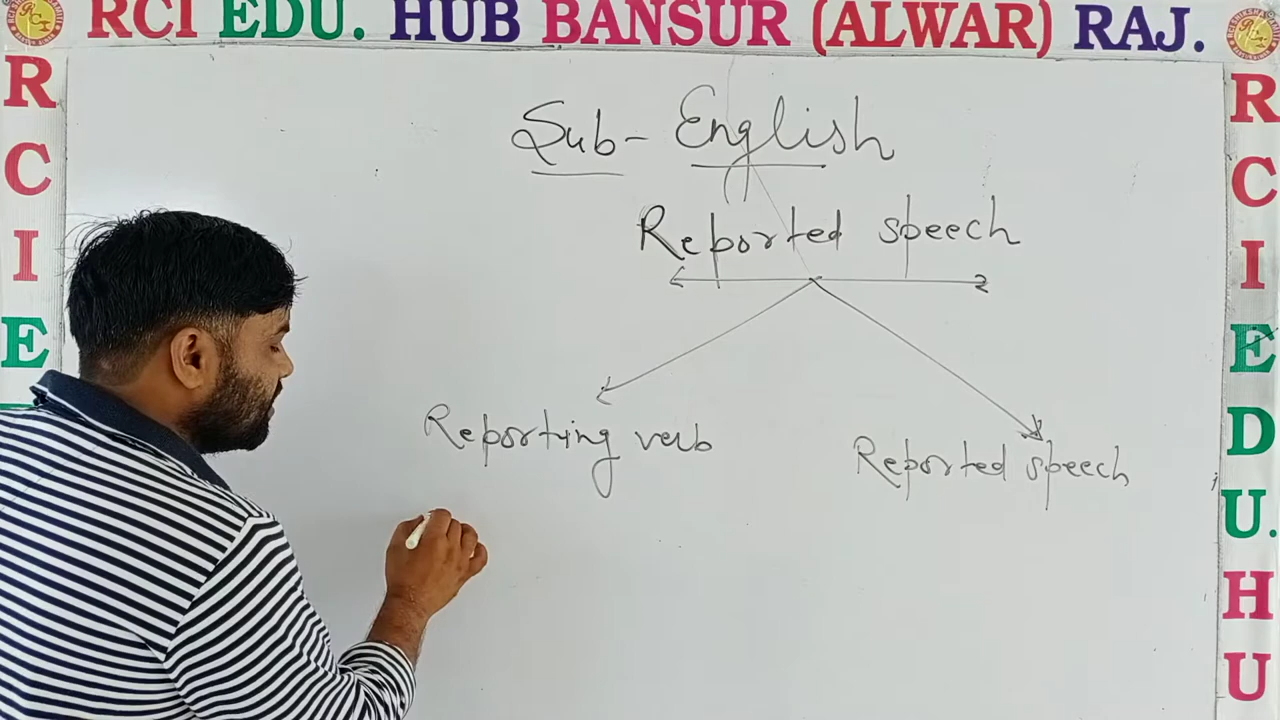 RCI EDU. HUB BANSUR (ALWAR) RAJ.
R
C
I
E
Sub- English
Reported speech
Reporting verb
Reported speech
R
C
I
E
D
U.
H
U